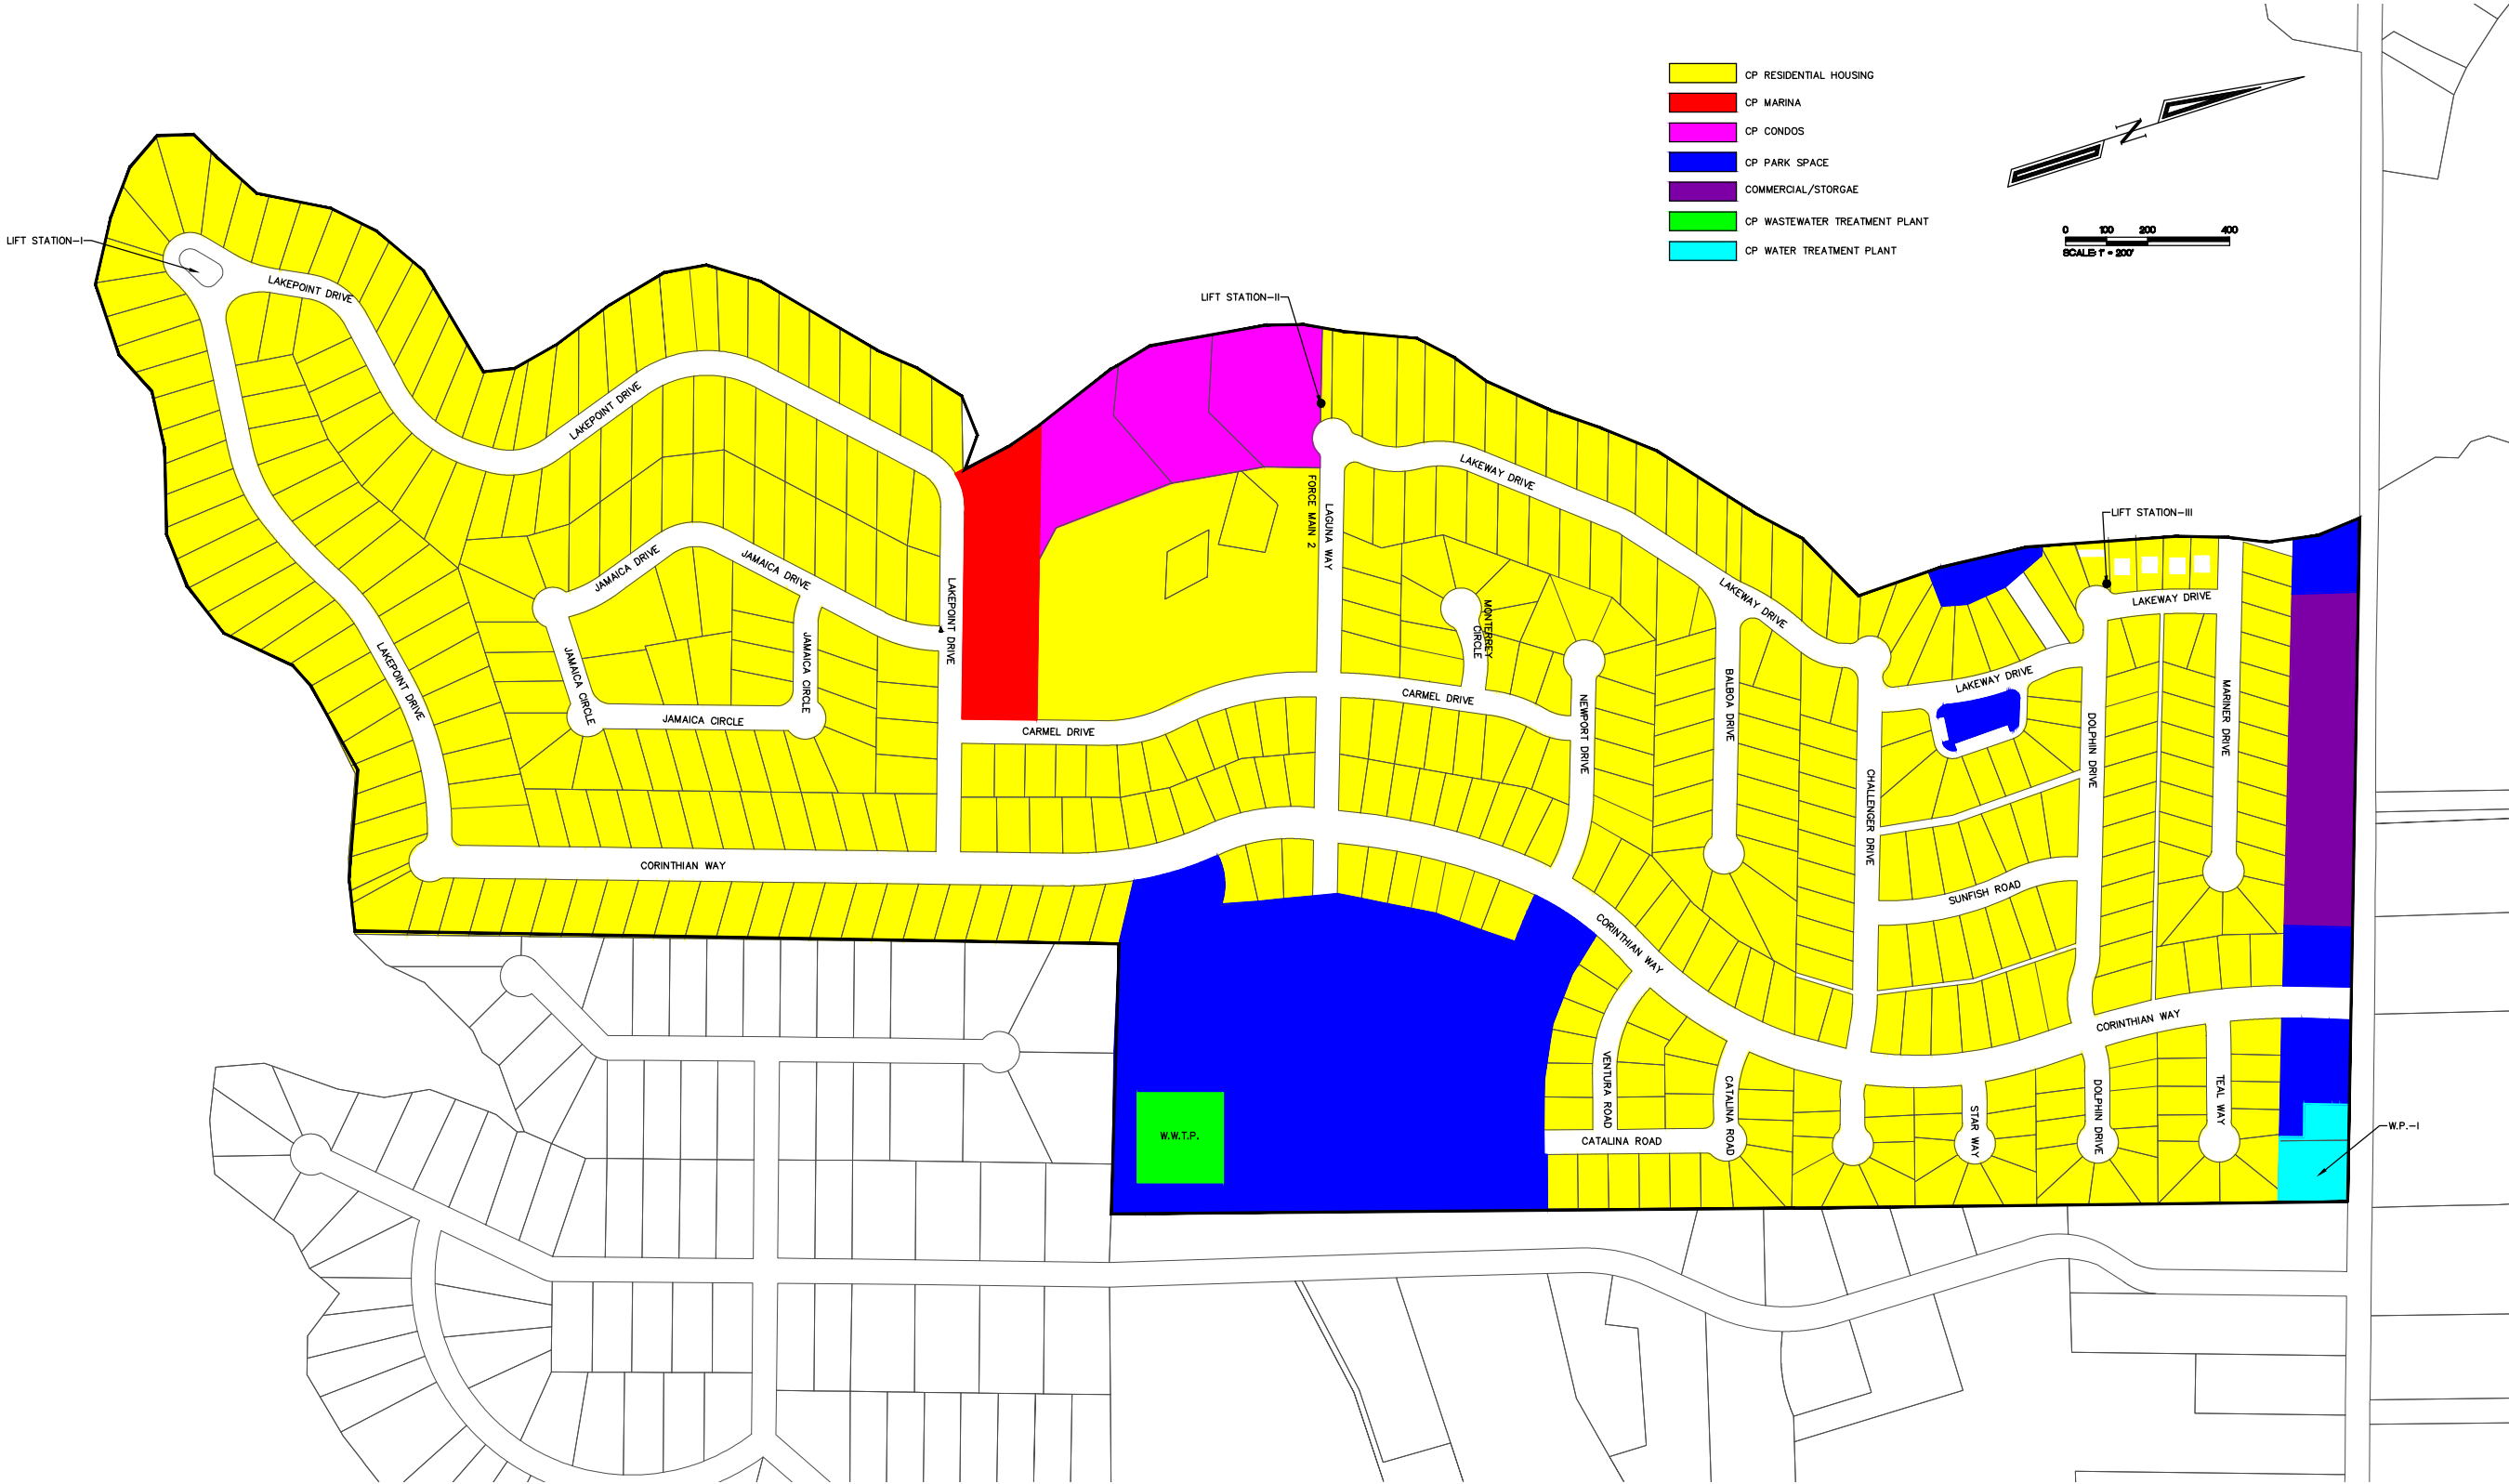 CP RESIDENTIAL HOUSING
CP MARINA
CP CONDOS
CP PARK SPACE
COMMERCIAL/STORGAE
CP WASTEWATER TREATMENT PLANT
CP WATER TREATMENT PLANT
N
0 100 200 400
SCALE: 1" = 200'
LIFT STATION-I
LAKEPOINT DRIVE
LAKEPOINT DRIVE
LAKEPOINT DRIVE
LAKEPOINT DRIVE
JAMAICA DRIVE
JAMAICA DRIVE
JAMAICA CIRCLE
JAMAICA CIRCLE
JAMAICA CIRCLE
CORINTHIAN WAY
CARMEL DRIVE
LIFT STATION-II
FORCE MAIN 2
LAGUNA WAY
LAKEWAY DRIVE
MONTERREY
CIRCLE
CARMEL DRIVE
NEWPORT DRIVE
BALBOA DRIVE
LAKEWAY DRIVE
CHALLENGER DRIVE
LAKEWAY DRIVE
LIFT STATION-III
LAKEWAY DRIVE
DOLPHIN DRIVE
MARINER DRIVE
SUNFISH ROAD
CORINTHIAN WAY
CORINTHIAN WAY
VENTURA ROAD
CATALINA ROAD
CATALINA ROAD
STAR WAY
DOLPHIN DRIVE
TEAL WAY
W.P.-I
W.W.T.P.